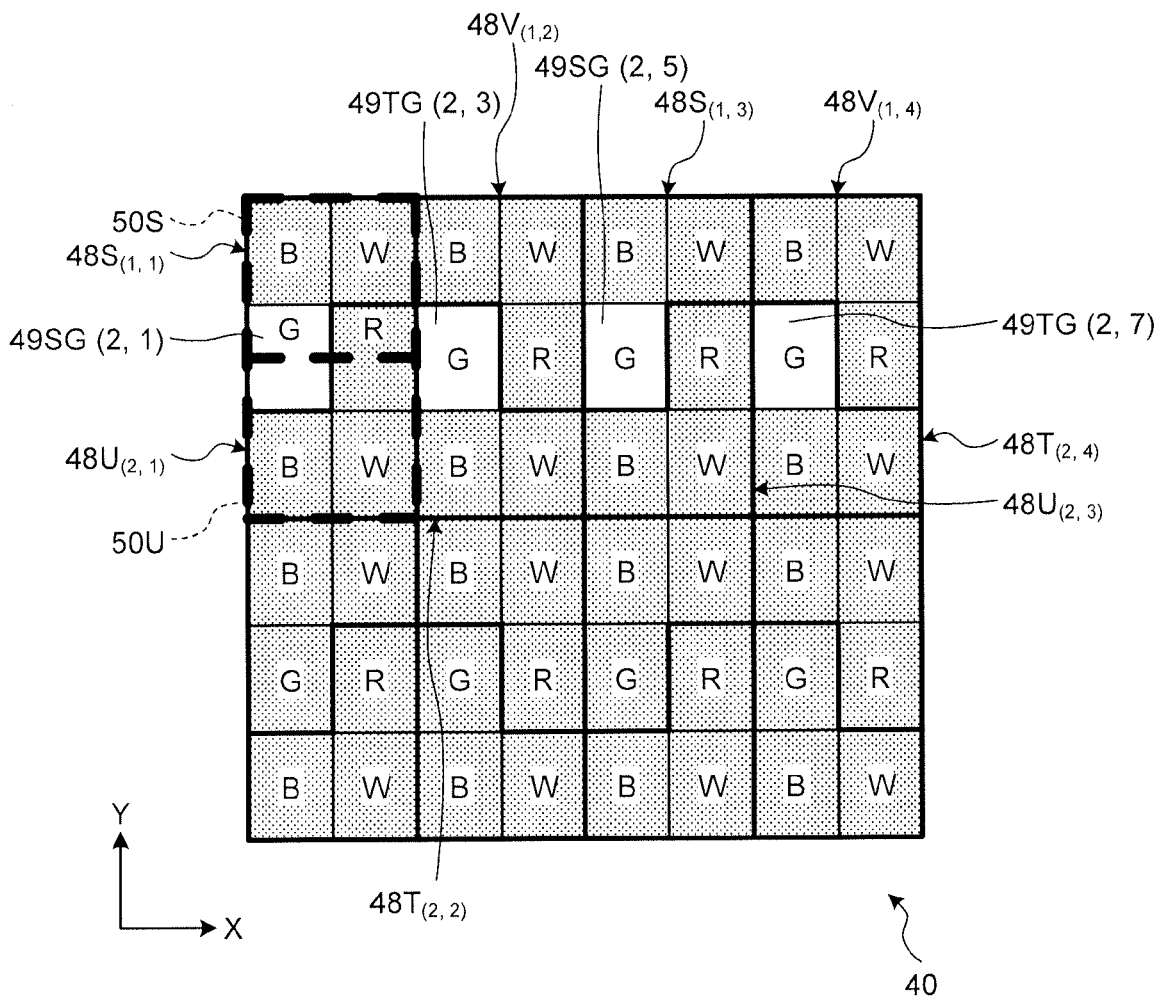 48V(1,2)
49SG (2, 5)
49TG (2, 3)
48S(1, 3)
48V(1, 4)
50S
48S(1, 1)
B W B W B W B W
49SG (2, 1)
G R G R G R G R
49TG (2, 7)
48U(2, 1)
B W B W B W B W
48T(2, 4)
48U(2, 3)
50U
B W B W B W B W
G R G R G R G R
B W B W B W B W
Y
X
48T(2, 2)
40